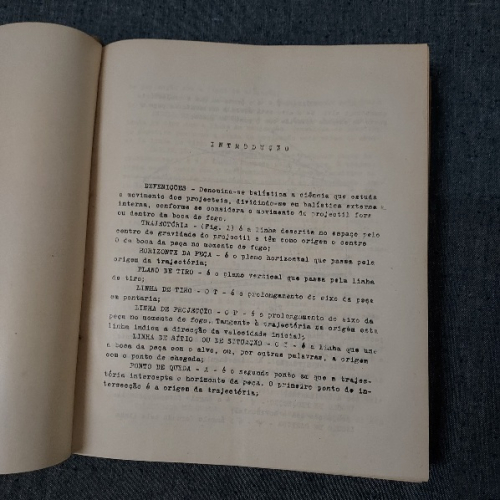 INTRODUÇÃO
DEFENIÇÕES - Denomina-se balística a ciência que estuda
o movimento dos projecteis, dividindo-se em balística externa e
interna, conforme se considera o movimento do projectil fora
ou dentro da boca de fogo.
TRAJECTÓRIA - (Fig. 1) é a linha descrita no espaço pelo
centro de gravidade do projectil e têm como origem o centro
O da boca da peça no momento do fogo;
HORIZONTE DA PEÇA - é o plano horizontal que passa pela
origem da trajectória;
PLANO DE TIRO - é o plano vertical que passa pela linha
de tiro;
LINHA DE TIRO - O T - é o prolongamento do eixo da peça
em pontaria;
LINHA DE PROJECÇÃO - O P - é o prolongamento do eixo da
peça no momento do fogo. Tangente à trajectória na origem esta
linha indica a direcção da velocidade inicial;
LINHA DE SÍTIO OU DE SITUAÇÃO - O - é a linha que une
a boca da peça com o alvo, ou, por outras palavras, a origem
com o ponto de chegada;
PONTO DE QUEDA - A - é o segundo ponto em que a trajec-
tória intercepta o horizonte da peça. O primeiro ponto de in-
tersecção é a origem da trajectória;